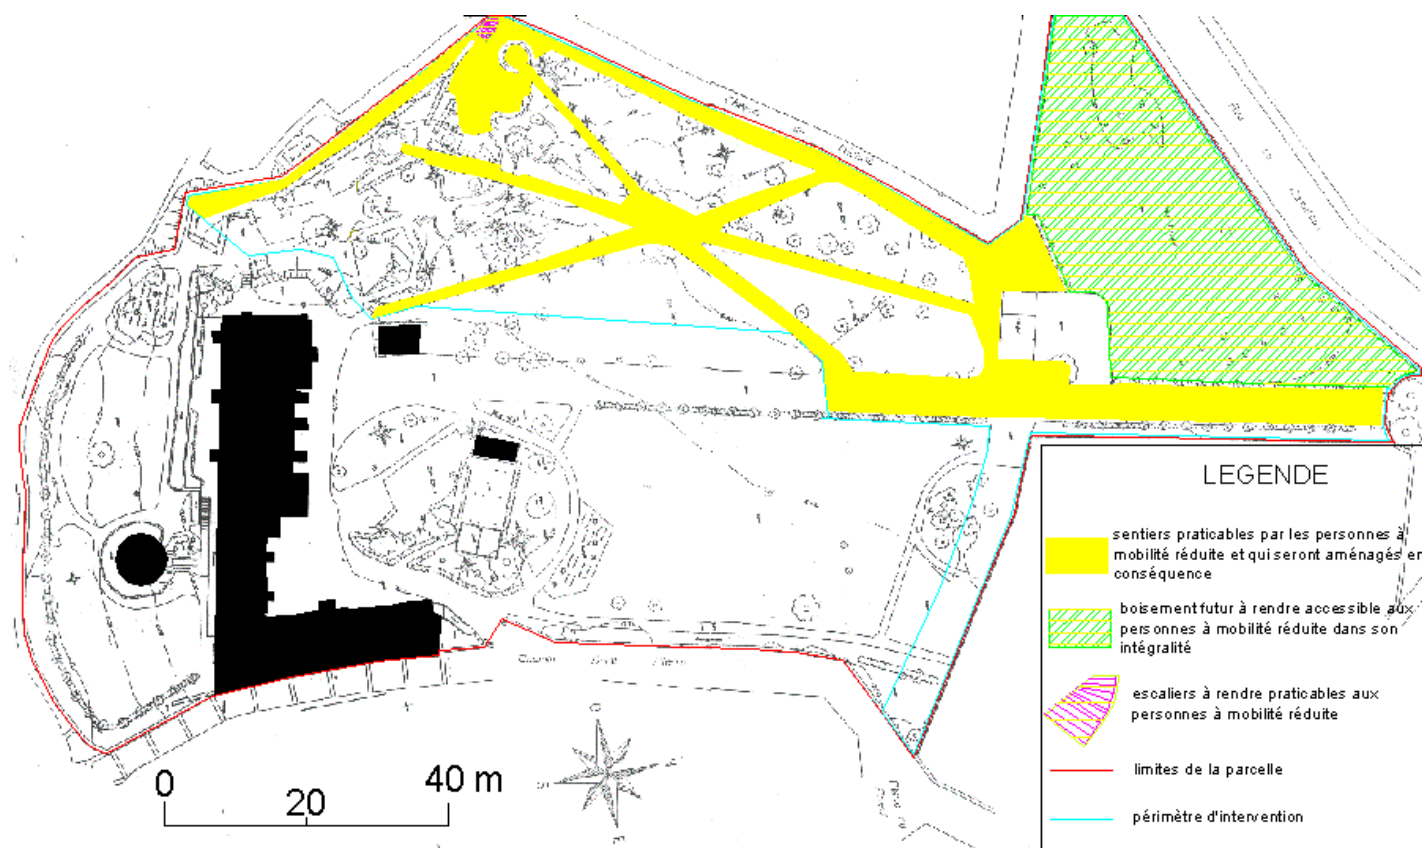 LEGENDE
sentiers praticables par les personnes à
mobilité réduite et qui seront aménagés en
conséquence
boisement futur à rendre accessible aux
personnes à mobilité réduite dans son
intégralité
escaliers à rendre praticables aux
personnes à mobilité réduite
limites de la parcelle
périmètre d'intervention
0
20
40 m